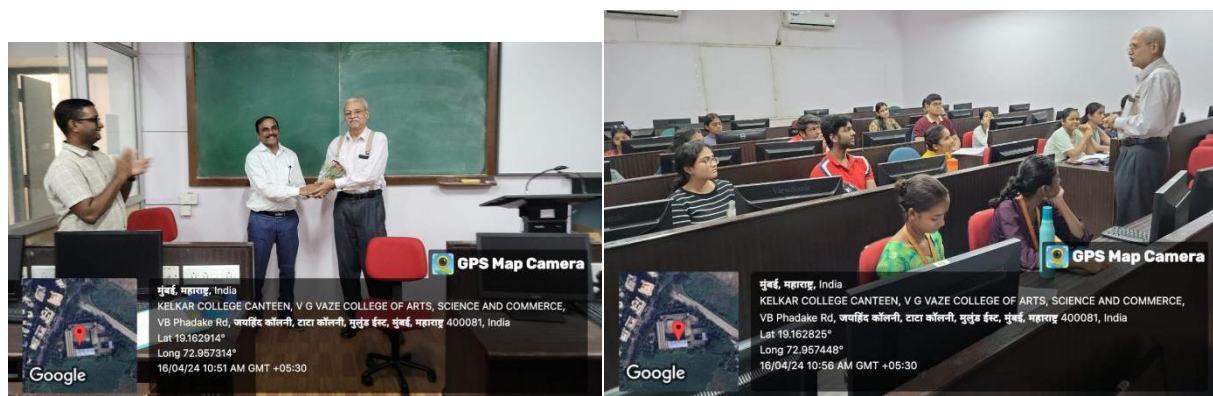 GPS Map Camera
मुंबई, महाराष्ट्र, India
KELKAR COLLEGE CANTEEN, V G VAZE COLLEGE OF ARTS, SCIENCE AND COMMERCE,
VB Phadake Rd, जयहिंद कॉलनी, टाटा कॉलनी, मुलुंड ईस्ट, मुंबई, महाराष्ट्र 400081, India
Lat 19.162914°
Long 72.957314°
16/04/24 10:51 AM GMT +05:30
Google
ViewSonic
GPS Map Camera
मुंबई, महाराष्ट्र, India
KELKAR COLLEGE CANTEEN, V G VAZE COLLEGE OF ARTS, SCIENCE AND COMMERCE,
VB Phadake Rd, जयहिंद कॉलनी, टाटा कॉलनी, मुलुंड ईस्ट, मुंबई, महाराष्ट्र 400081, India
Lat 19.162825°
Long 72.957448°
16/04/24 10:56 AM GMT +05:30
Google